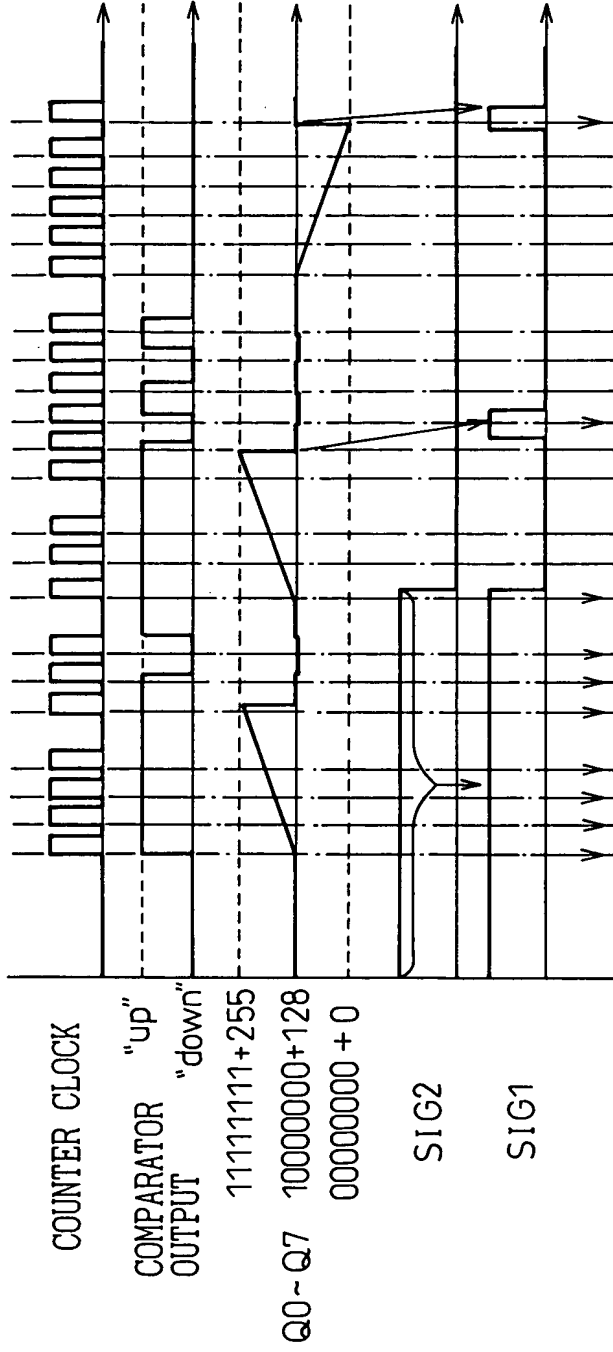 COUNTER CLOCK
COMPARATOR "up"
OUTPUT "down"
11111111+255
Q0~Q7 10000000+128
00000000+0
SIG2
SIG1